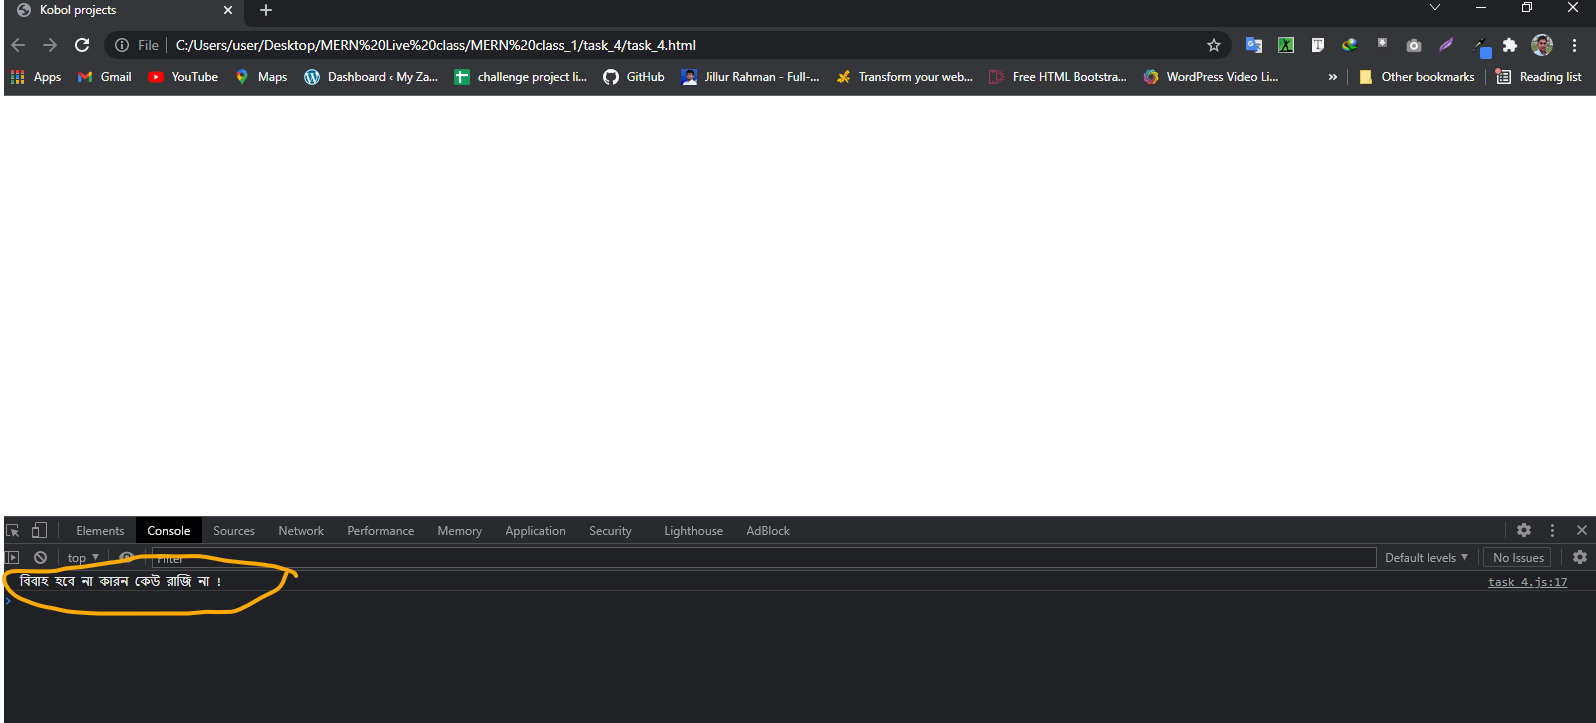 Kobol projects
File C:/Users/user/Desktop/MERN%20Live%20class/MERN%20class_1/task_4/task_4.html
Apps Gmail YouTube Maps Dashboard ‹ My Za... challenge project li... GitHub Jillur Rahman - Full-... Transform your web... Free HTML Bootstra... WordPress Video Li... » Other bookmarks Reading list
Elements Console Sources Network Performance Memory Application Security Lighthouse AdBlock
top Filter Default levels No Issues
বিবাহ হবে না কারন কেউ রাজি না ! task 4.js:17